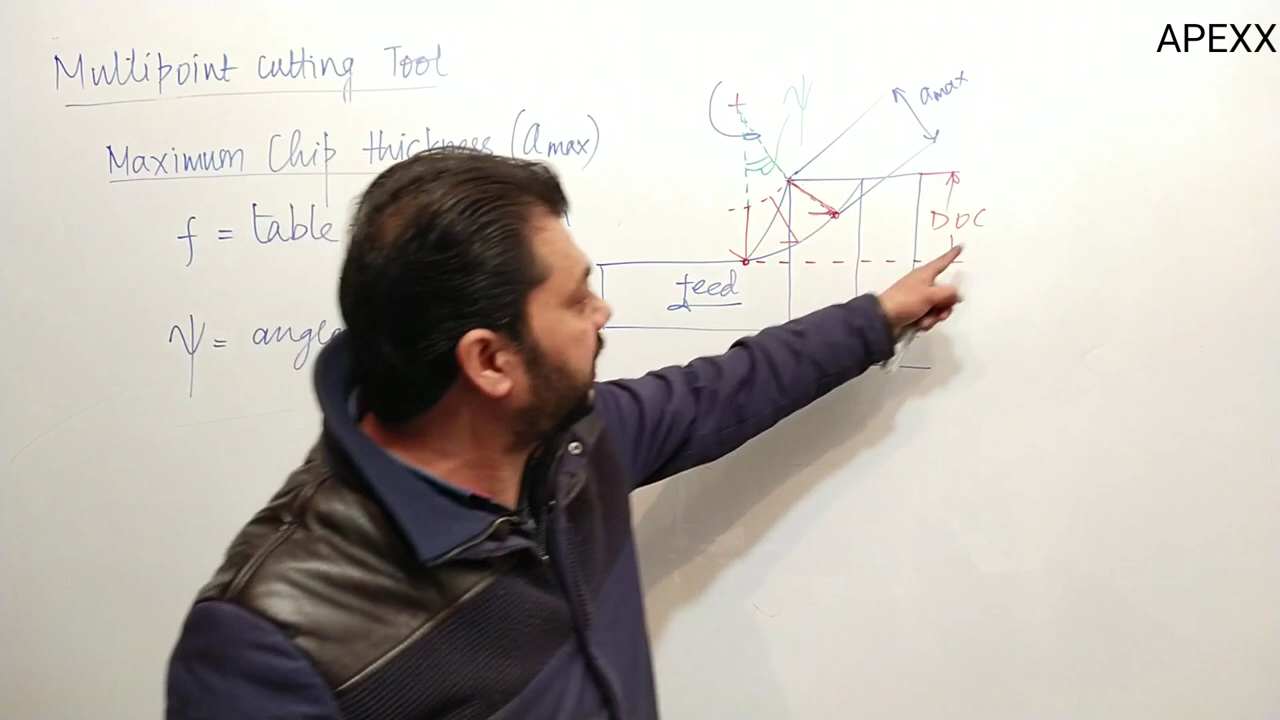 APEXX
Multipoint cutting Tool
Maximum Chip thickness (amax)
f = table
ψ = angle
ψ
amax
DOC
feed